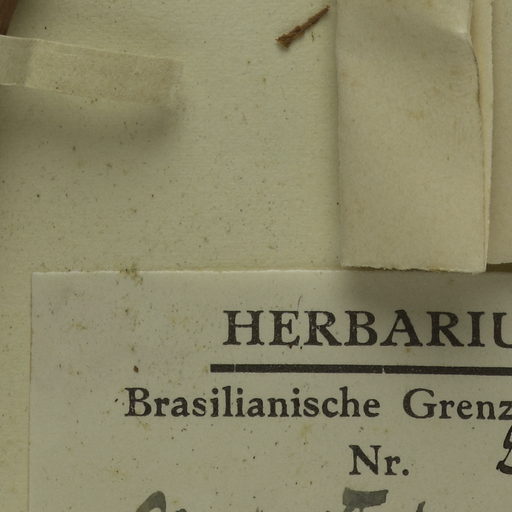 HERBARIU
Brasilianische Grenz
Nr.